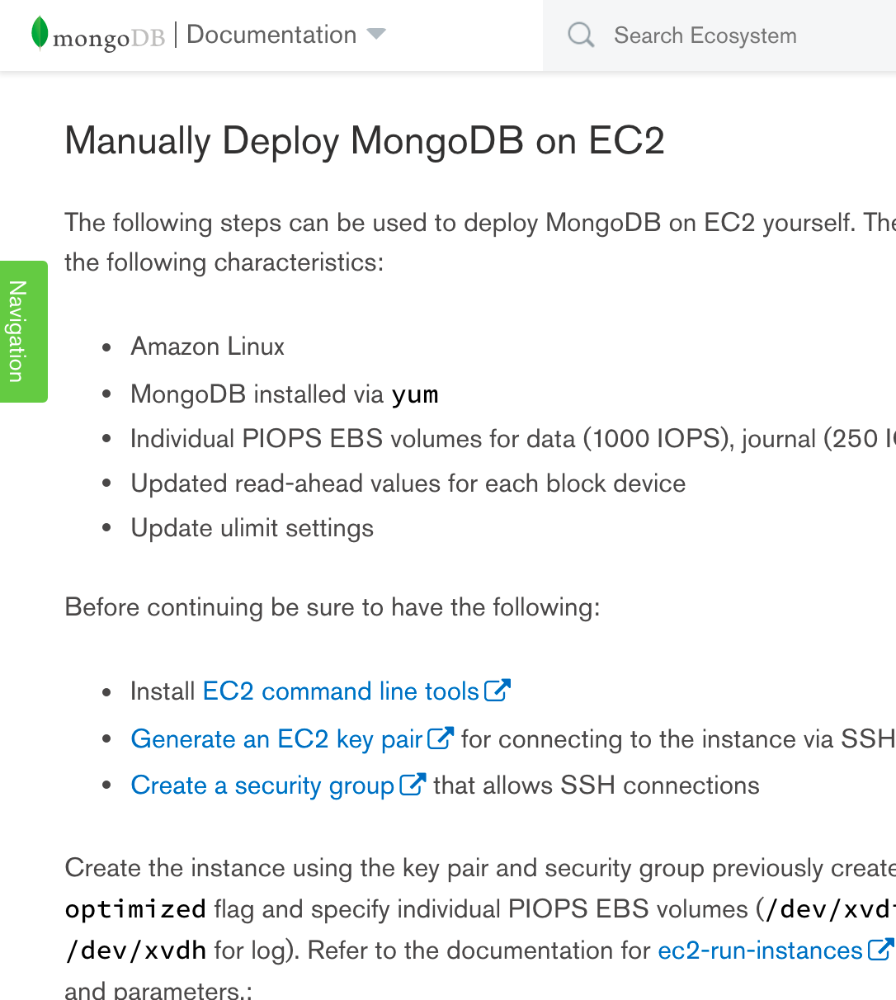 mongoDB | Documentation
Search Ecosystem
Manually Deploy MongoDB on EC2
The following steps can be used to deploy MongoDB on EC2 yourself. The
the following characteristics:
Navigation
• Amazon Linux
• MongoDB installed via yum
• Individual PIOPS EBS volumes for data (1000 IOPS), journal (250
• Updated read-ahead values for each block device
• Update ulimit settings
Before continuing be sure to have the following:
• Install EC2 command line tools
• Generate an EC2 key pair for connecting to the instance via SSH
• Create a security group that allows SSH connections
Create the instance using the key pair and security group previously create
optimized flag and specify individual PIOPS EBS volumes (/dev/xvd
/dev/xvdh for log). Refer to the documentation for ec2-run-instances
and parameters.: